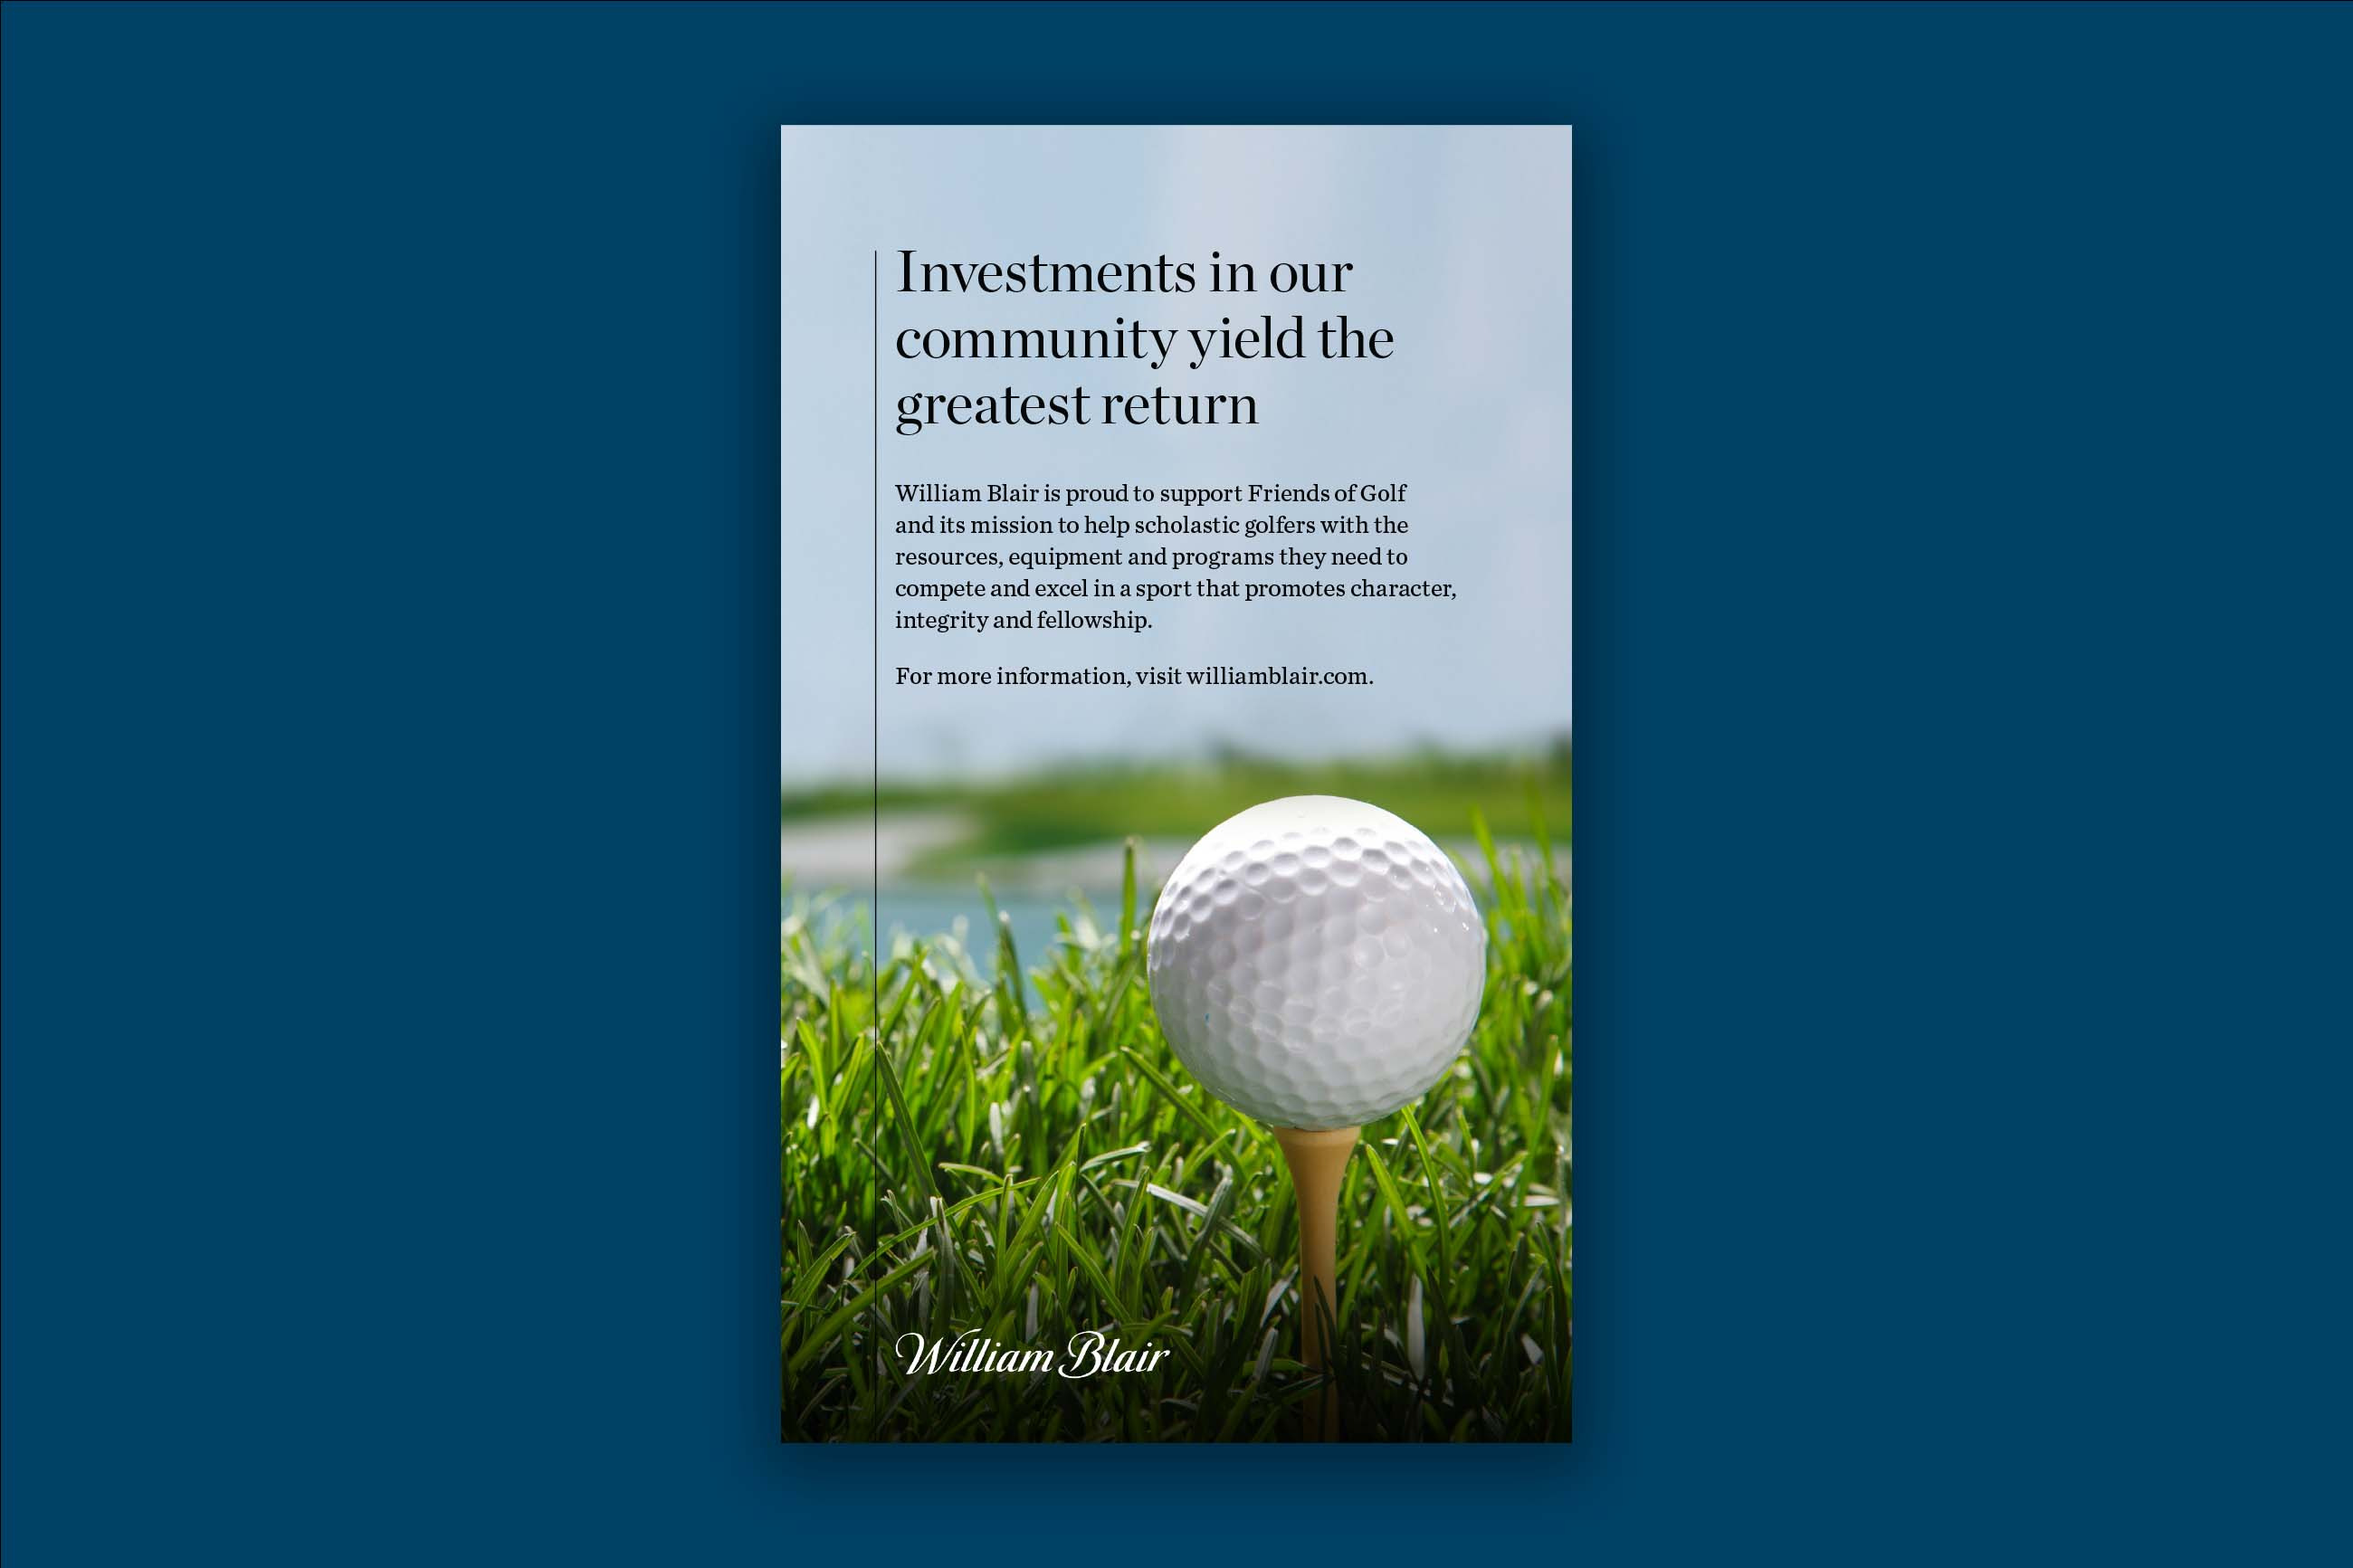 Investments in our
community yield the
greatest return
William Blair is proud to support Friends of Golf
and its mission to help scholastic golfers with the
resources, equipment and programs they need to
compete and excel in a sport that promotes character,
integrity and fellowship.
For more information, visit williamblair.com.
William Blair